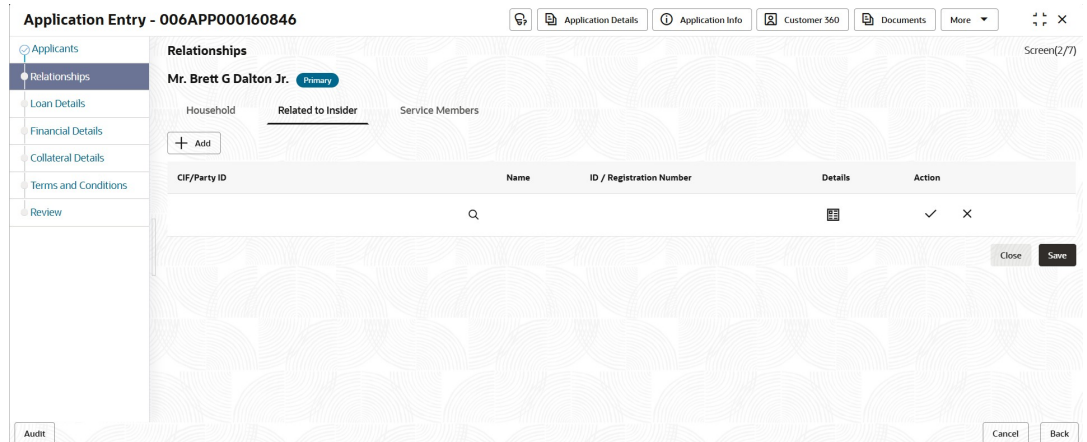 Application Entry - 006APP000160846
Application Details
Application Info
Customer 360
Documents
More
Applicants
Relationships
Loan Details
Financial Details
Collateral Details
Terms and Conditions
Review
Relationships
Screen(2/7)
Mr. Brett G Dalton Jr. Primary
Household Related to Insider Service Members
+ Add
CIF/Party ID Name ID / Registration Number Details Action
Close Save
Audit
Cancel Back